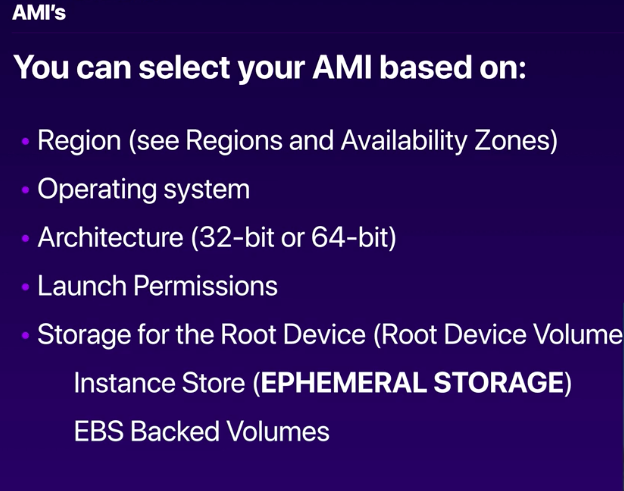 AMI's
You can select your AMI based on:
• Region (see Regions and Availability Zones)
• Operating system
• Architecture (32-bit or 64-bit)
• Launch Permissions
• Storage for the Root Device (Root Device Volume
Instance Store (EPHEMERAL STORAGE)
EBS Backed Volumes